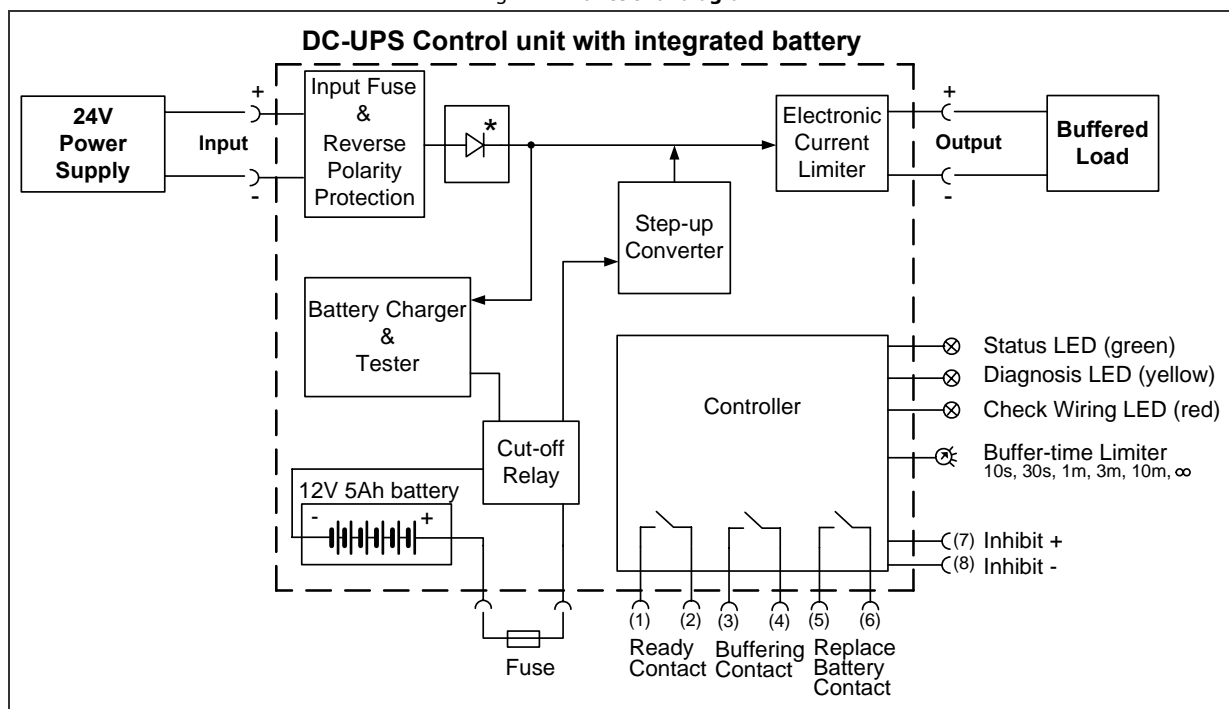 DC-UPS Control unit with integrated battery
24V
Power
Supply
+
Input
-
Input Fuse
&
Reverse
Polarity
Protection
*
Electronic
Current
Limiter
+
Output
-
Buffered
Load
Step-up
Converter
Battery Charger
&
Tester
Cut-off
Relay
12V 5Ah battery
- +
Fuse
Controller
Status LED (green)
Diagnosis LED (yellow)
Check Wiring LED (red)
Buffer-time Limiter
10s, 30s, 1m, 3m, 10m, ∞
(7) Inhibit +
(8) Inhibit -
(1) (2) (3) (4) (5) (6)
Ready
Contact
Buffering
Contact
Replace
Battery
Contact